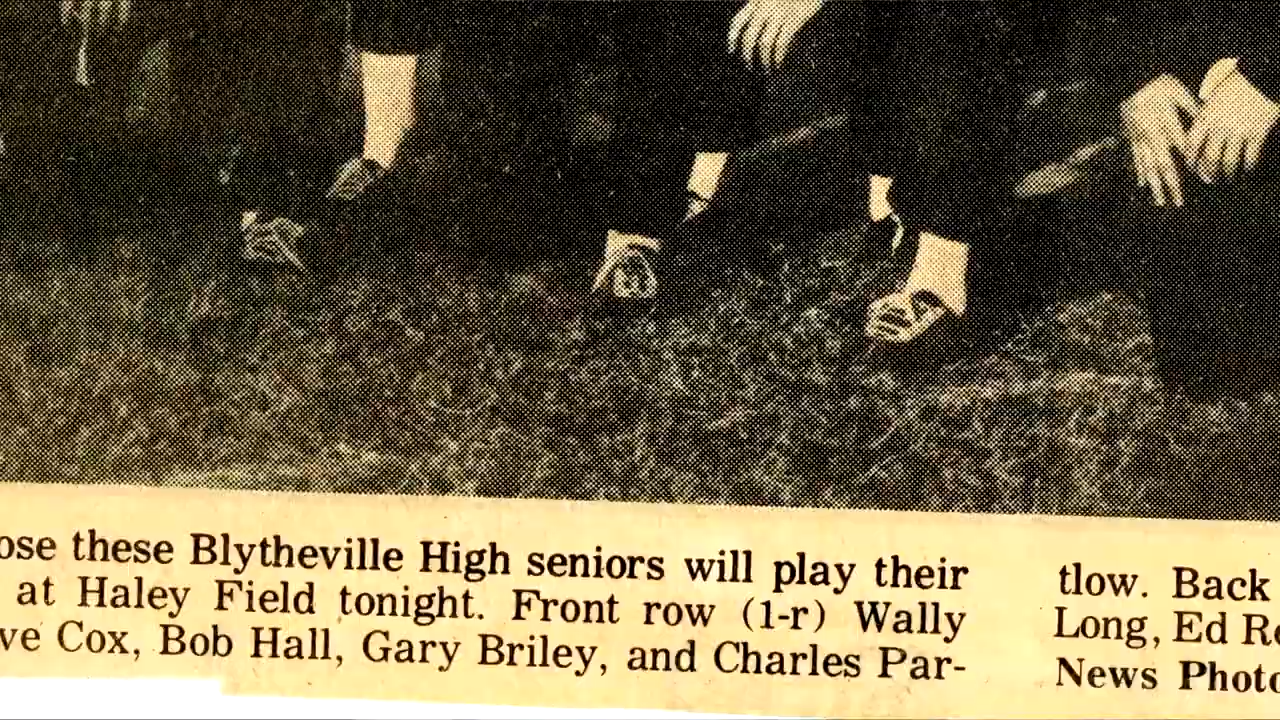 ose these Blytheville High seniors will play their
at Haley Field tonight. Front row (1-r) Wally
ve Cox, Bob Hall, Gary Briley, and Charles Par-
tlow. Back
Long, Ed
News Photo